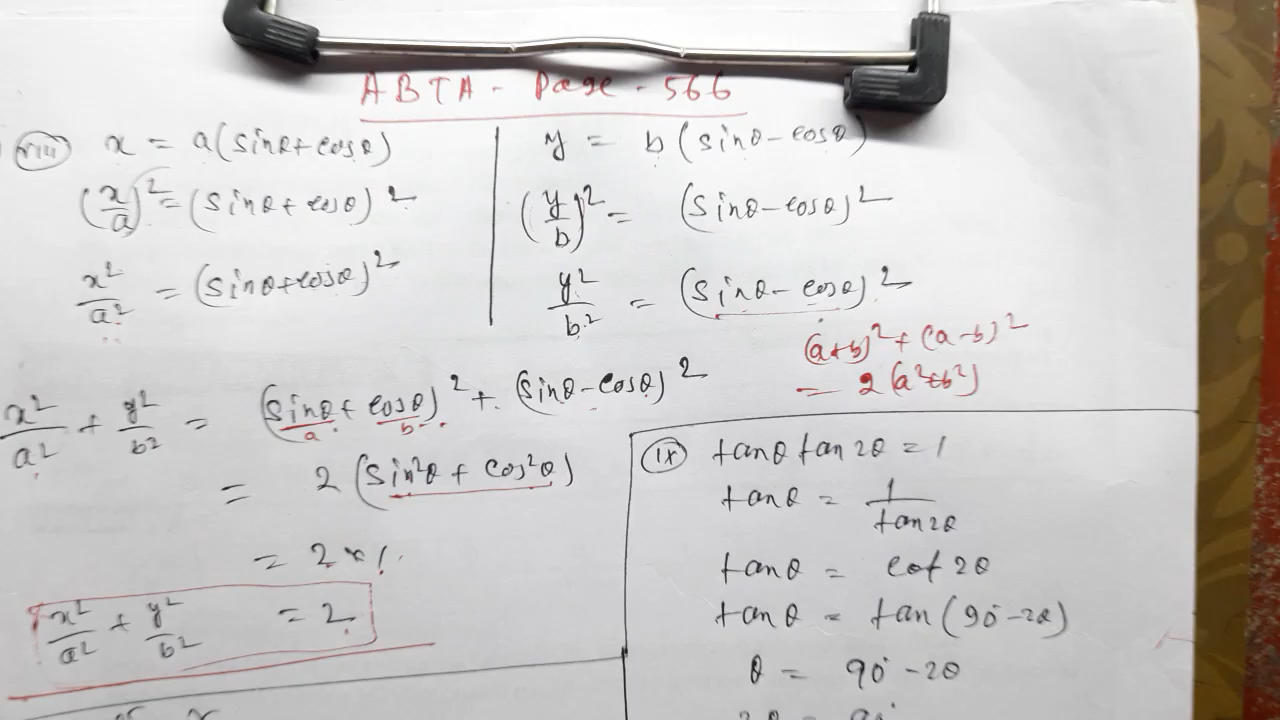 ABTA - Page - 566
(viii) x = a(sinθ+cosθ)
(x/a)² = (sinθ+cosθ)²
x²/a² = (sinθ+cosθ)²
y = b(sinθ-cosθ)
(y/b)² = (sinθ-cosθ)²
y²/b² = (sinθ-cosθ)²
(a+b)²+(a-b)²
= 2(a²+b²)
x²/a² + y²/b² = (sinθ+cosθ)²+(sinθ-cosθ)²
a b
= 2(sin²θ+cos²θ)
= 2×1
x²/a² + y²/b² = 2
(ix) tanθ tan2θ = 1
tanθ = 1/tan2θ
tanθ = cot2θ
tanθ = tan(90°-2θ)
θ = 90°-2θ